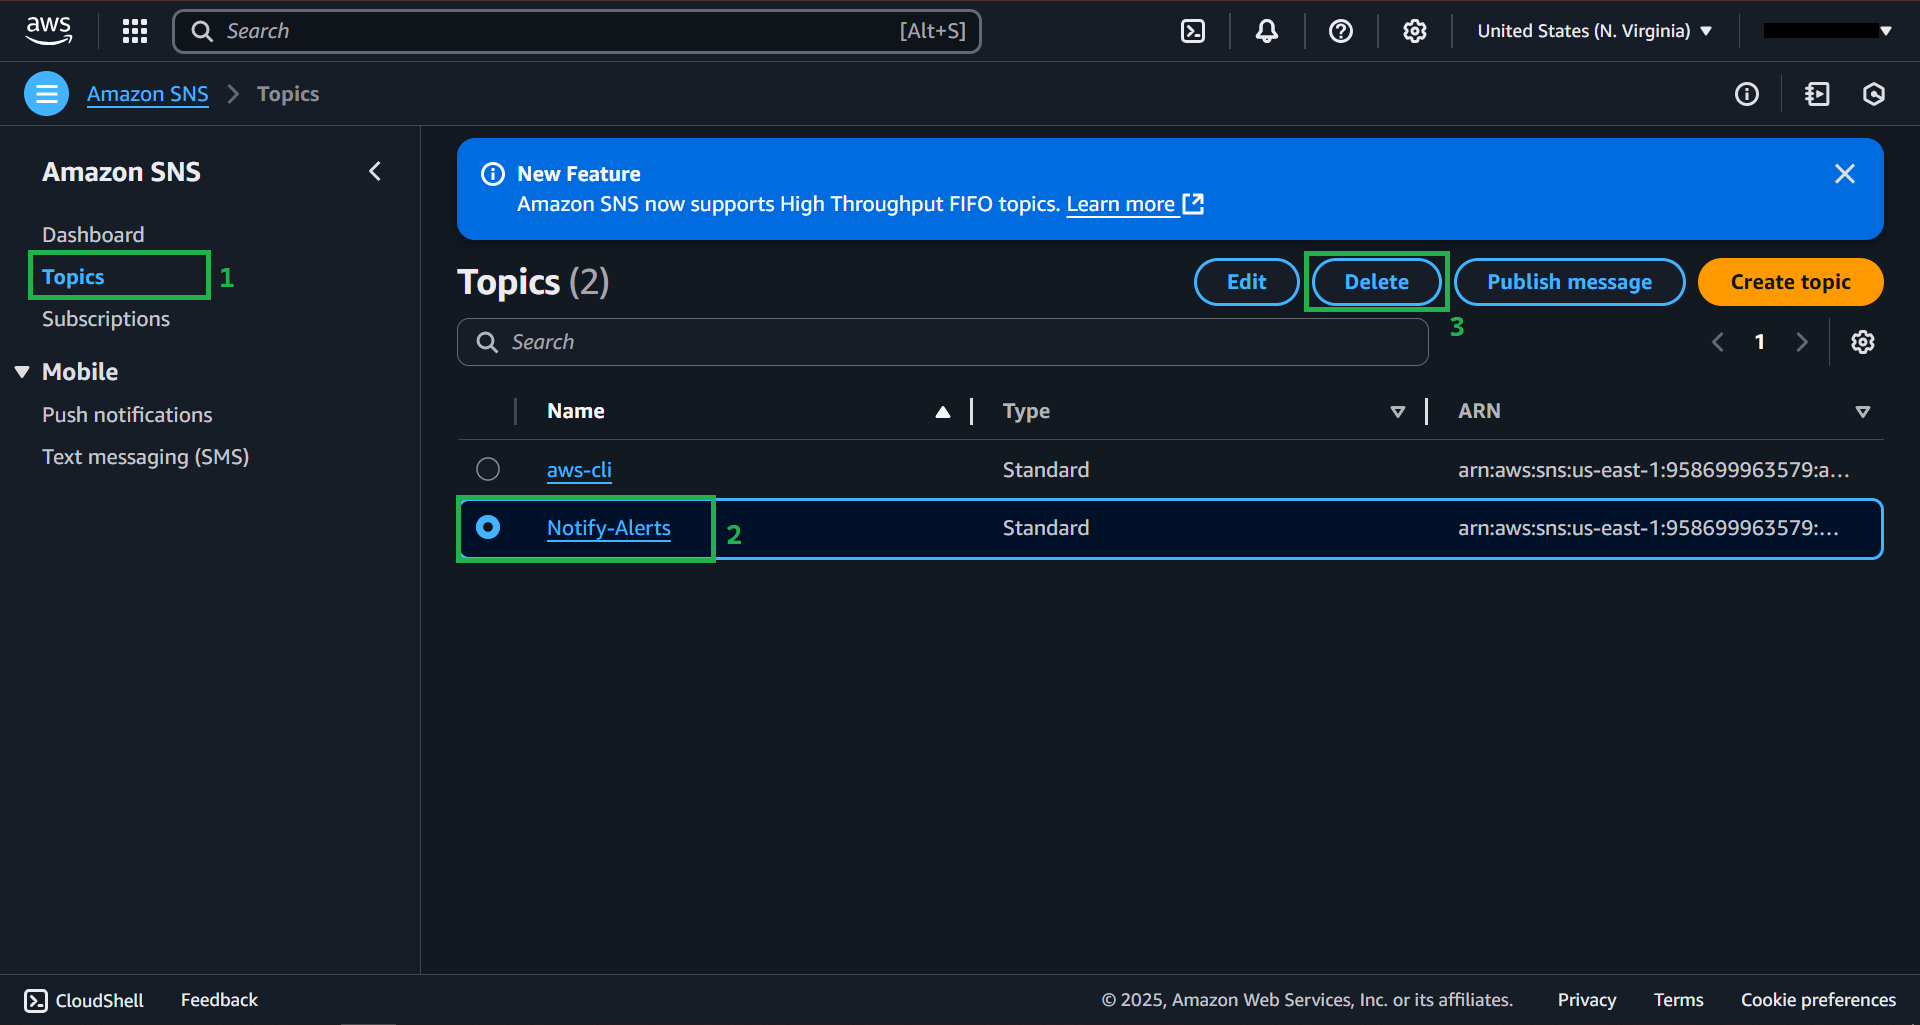 aws
Search [Alt+S]
United States (N. Virginia)
Amazon SNS > Topics
Amazon SNS
Dashboard
Topics 1
Subscriptions
Mobile
Push notifications
Text messaging (SMS)
New Feature
Amazon SNS now supports High Throughput FIFO topics. Learn more
Topics (2)
Edit Delete Publish message Create topic
3
Search
1
Name Type ARN
aws-cli Standard arn:aws:sns:us-east-1:958699963579:a...
Notify-Alerts 2 Standard arn:aws:sns:us-east-1:958699963579:...
CloudShell Feedback © 2025, Amazon Web Services, Inc. or its affiliates. Privacy Terms Cookie preferences